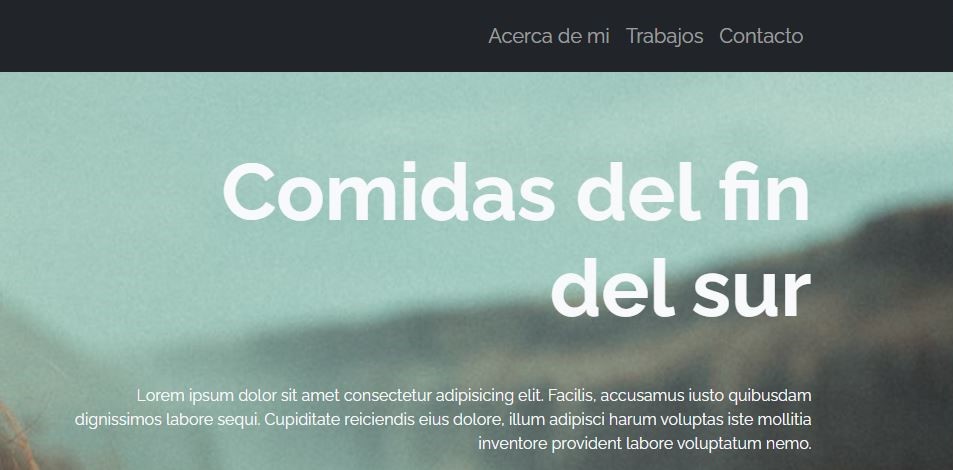 Acerca de mi Trabajos Contacto
Comidas del fin
del sur
Lorem ipsum dolor sit amet consectetur adipisicing elit. Facilis, accusamus iusto quibusdam
dignissimos labore sequi. Cupiditate reiciendis eius dolore, illum adipisci harum voluptas iste mollitia
inventore provident labore voluptatum nemo.